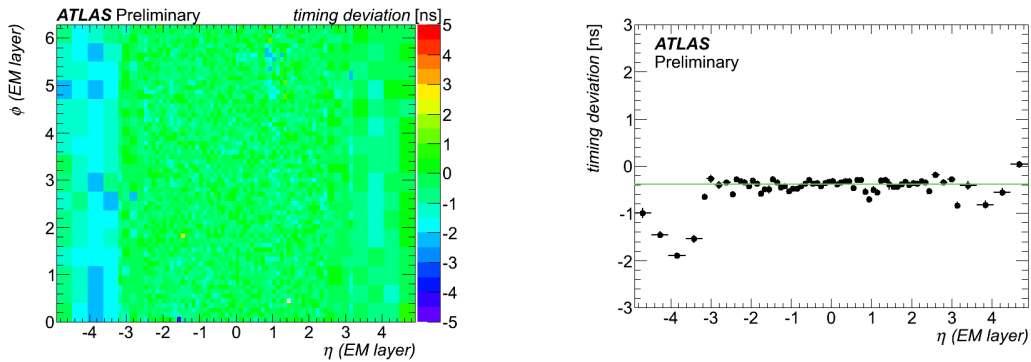 ATLAS Preliminary timing deviation [ns]
ϕ (EM layer)
6
5
4
3
2
1
0
-4 -3 -2 -1 0 1 2 3 4
η (EM layer)
5
4
3
2
1
0
-1
-2
-3
-4
-5
timing deviation [ns]
ATLAS
Preliminary
3
2
1
0
-1
-2
-3
-4 -3 -2 -1 0 1 2 3 4
η (EM layer)